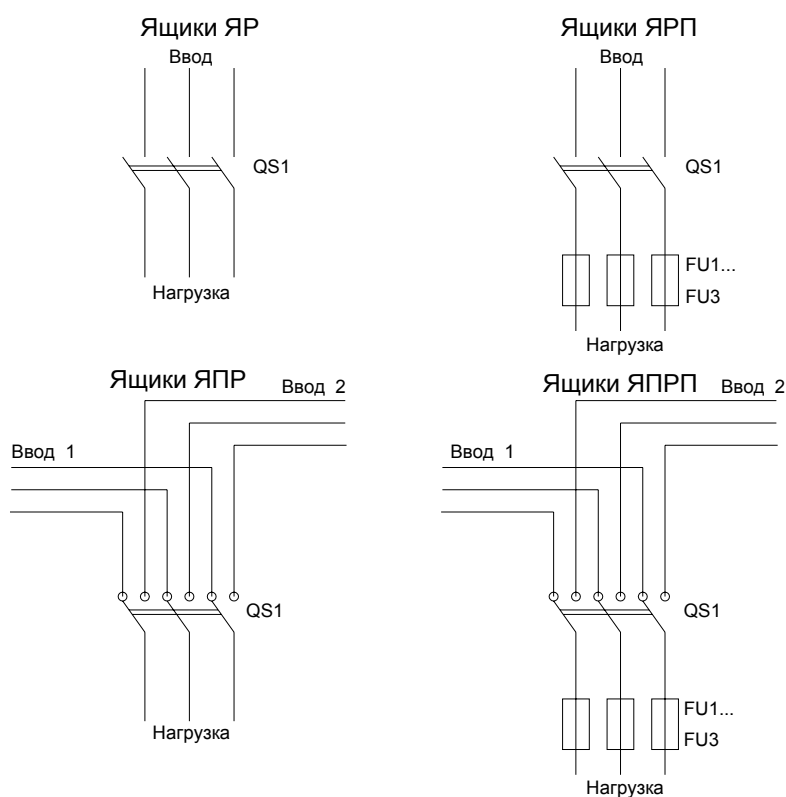 Ящики ЯР
Ввод
QS1
Нагрузка
Ящики ЯРП
Ввод
QS1
FU1...
FU3
Нагрузка
Ящики ЯПР
Ввод 2
Ввод 1
QS1
Нагрузка
Ящики ЯПРП
Ввод 2
Ввод 1
QS1
FU1...
FU3
Нагрузка